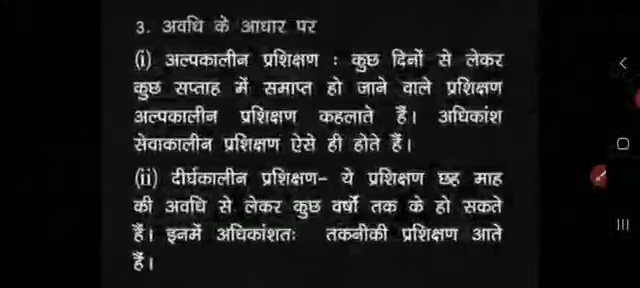 3. अवधि के आधार पर
(i) अल्पकालीन प्रशिक्षण : कुछ दिनों से लेकर
कुछ सप्ताह में समाप्त हो जाने वाले प्रशिक्षण
अल्पकालीन प्रशिक्षण कहलाते हैं। अधिकांश
सेवाकालीन प्रशिक्षण ऐसे ही होते हैं।
(ii) दीर्घकालीन प्रशिक्षण– ये प्रशिक्षण छह माह
की अवधि से लेकर कुछ वर्षों तक के हो सकते
हैं। इनमें अधिकांशतः तकनीकी प्रशिक्षण आते
हैं।